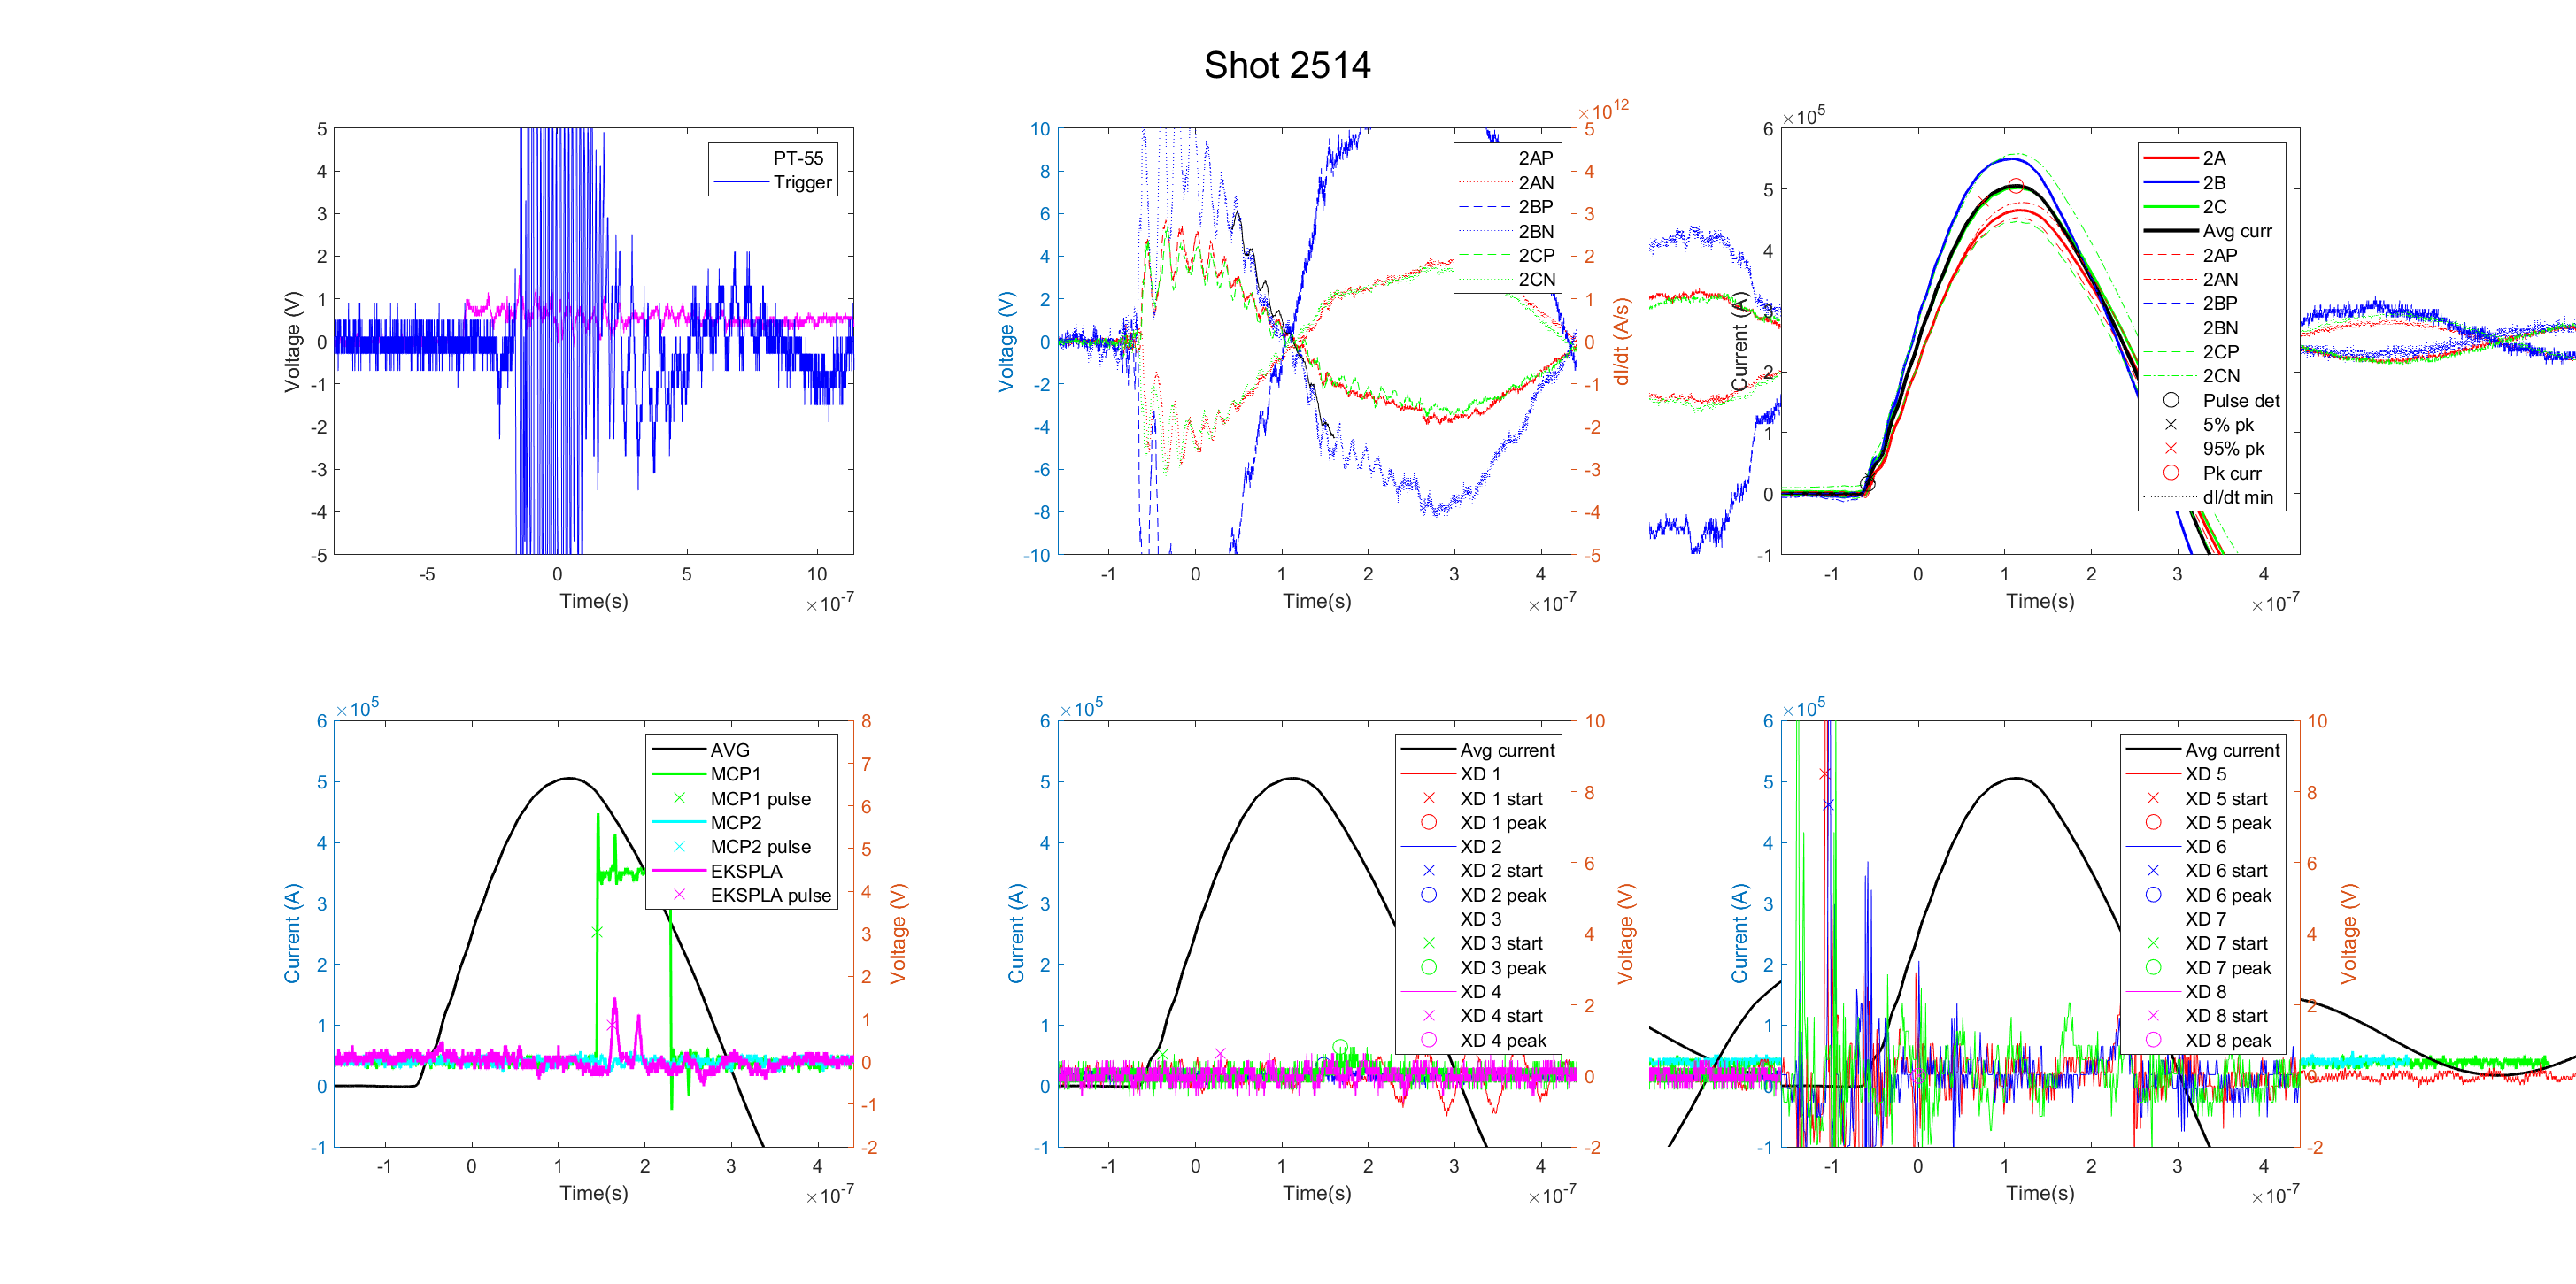 Shot 2514
5
4
3
2
1
0
-1
-2
-3
-4
-5
Voltage (V)
-5 0 5 10
Time(s)
×10-7
PT-55
Trigger
10
8
6
4
2
0
-2
-4
-6
-8
-10
Voltage (V)
-1 0 1 2 3 4
Time(s)
×10-7
×1012
5
4
3
2
1
0
-1
-2
-3
-4
-5
dI/dt (A/s)
2AP
2AN
2BP
2BN
2CP
2CN
×105
6
5
4
3
2
1
0
-1
Current (A)
-1 0 1 2 3 4
Time(s)
×10-7
2A
2B
2C
Avg curr
2AP
2AN
2BP
2BN
2CP
2CN
Pulse det
5% pk
95% pk
Pk curr
dI/dt min
×105
6
5
4
3
2
1
0
-1
Current (A)
-1 0 1 2 3 4
Time(s)
×10-7
8
7
6
5
4
3
2
1
0
-1
-2
Voltage (V)
AVG
MCP1
MCP1 pulse
MCP2
MCP2 pulse
EKSPLA
EKSPLA pulse
×105
6
5
4
3
2
1
0
-1
Current (A)
-1 0 1 2 3 4
Time(s)
×10-7
10
8
6
4
2
0
-2
Voltage (V)
Avg current
XD 1
XD 1 start
XD 1 peak
XD 2
XD 2 start
XD 2 peak
XD 3
XD 3 start
XD 3 peak
XD 4
XD 4 start
XD 4 peak
×105
6
5
4
3
2
1
0
-1
Current (A)
-1 0 1 2 3 4
Time(s)
×10-7
10
8
6
4
2
0
-2
Voltage (V)
Avg current
XD 5
XD 5 start
XD 5 peak
XD 6
XD 6 start
XD 6 peak
XD 7
XD 7 start
XD 7 peak
XD 8
XD 8 start
XD 8 peak